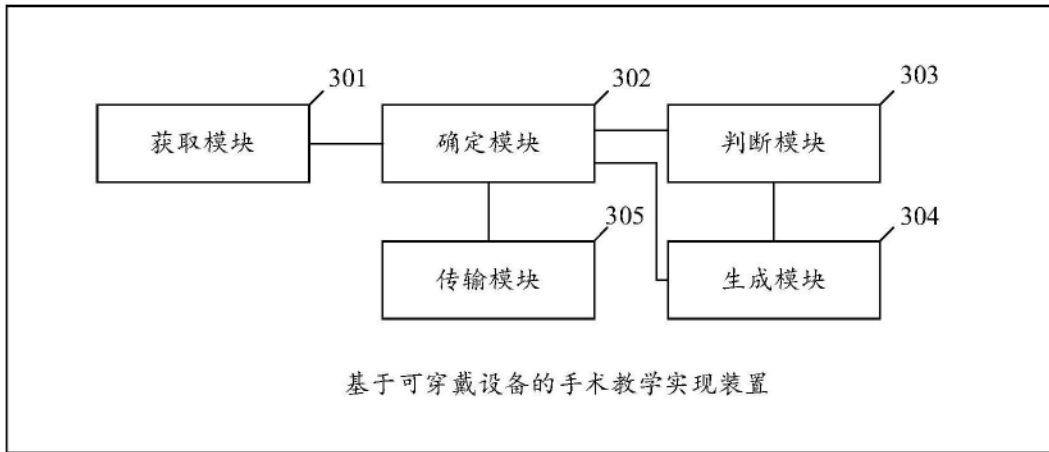 301
302
303
获取模块
确定模块
判断模块
305
304
传输模块
生成模块
基于可穿戴设备的手术教学实现装置